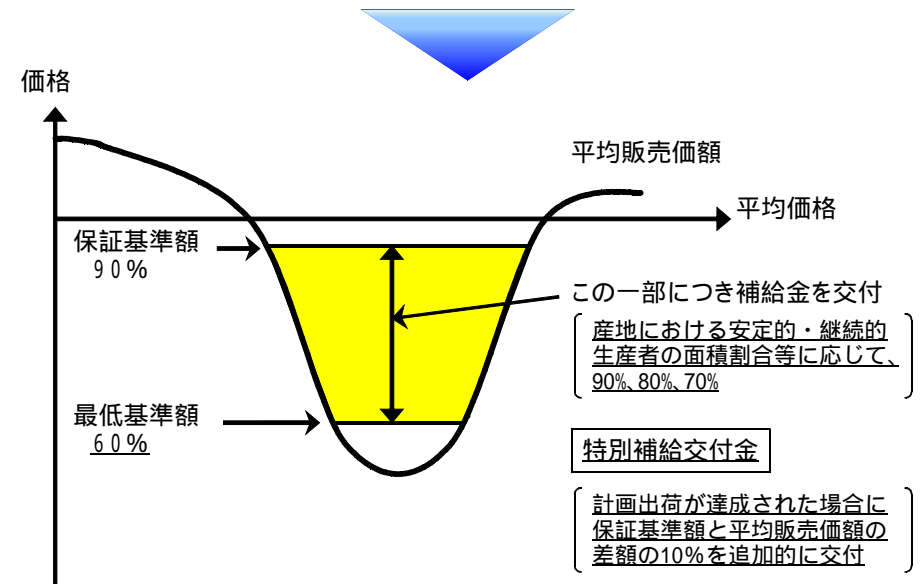 価格
平均販売価額
平均価格
保証基準額
90%
この一部につき補給金を交付
産地における安定的・継続的
生産者の面積割合等に応じて、
90%、80%、70%
最低基準額
60%
特別補給交付金
計画出荷が達成された場合に
保証基準額と平均販売価額の
差額の10%を追加的に交付